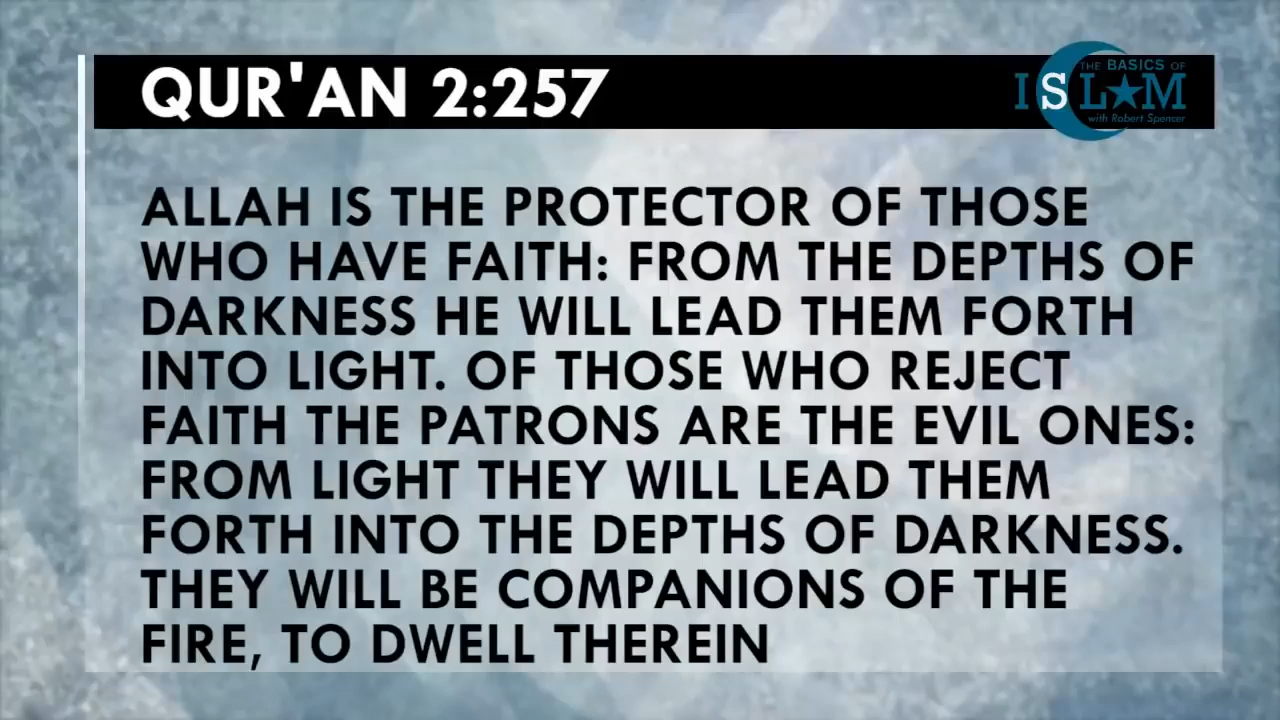 QUR'AN 2:257
THE BASICS OF
ISLAM
with Robert Spencer
ALLAH IS THE PROTECTOR OF THOSE
WHO HAVE FAITH: FROM THE DEPTHS OF
DARKNESS HE WILL LEAD THEM FORTH
INTO LIGHT. OF THOSE WHO REJECT
FAITH THE PATRONS ARE THE EVIL ONES:
FROM LIGHT THEY WILL LEAD THEM
FORTH INTO THE DEPTHS OF DARKNESS.
THEY WILL BE COMPANIONS OF THE
FIRE, TO DWELL THEREIN